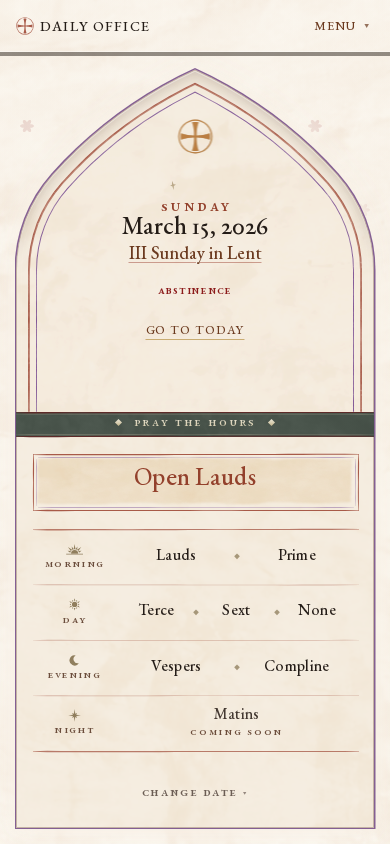 DAILY OFFICE
MENU
SUNDAY
March 15, 2026
III Sunday in Lent
ABSTINENCE
GO TO TODAY
PRAY THE HOURS
Open Lauds
MORNING
Lauds
Prime
DAY
Terce
Sext
None
EVENING
Vespers
Compline
NIGHT
Matins
COMING SOON
CHANGE DATE